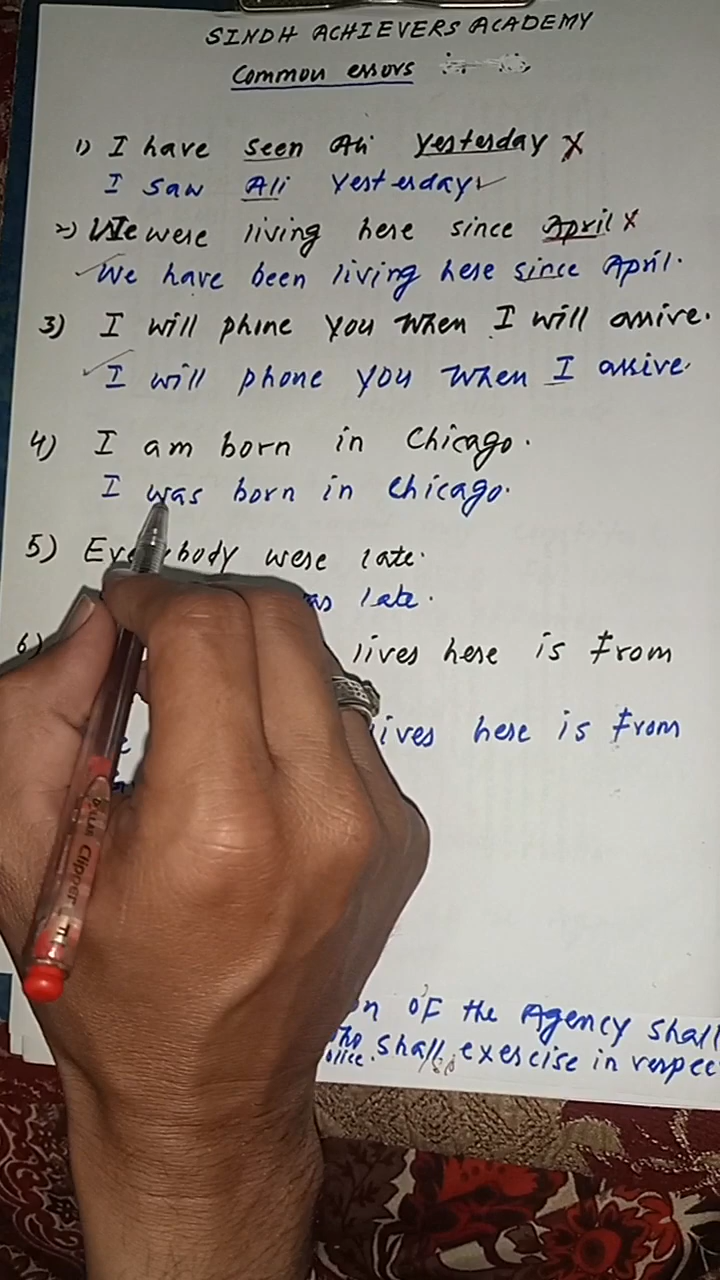 SINDH ACHIEVERS ACADEMY
Common errors
1) I have seen Ali yesterday X
I saw Ali yesterday ✓
2) We were living here since April X
✓ We have been living here since April.
3) I will phone you when I will arrive.
✓ I will phone you when I arrive.
4) I am born in Chicago.
I was born in Chicago.
5) Everybody were late.
late.
6) lives here is from
lives here is from
OF the Agency shall
shall exercise in